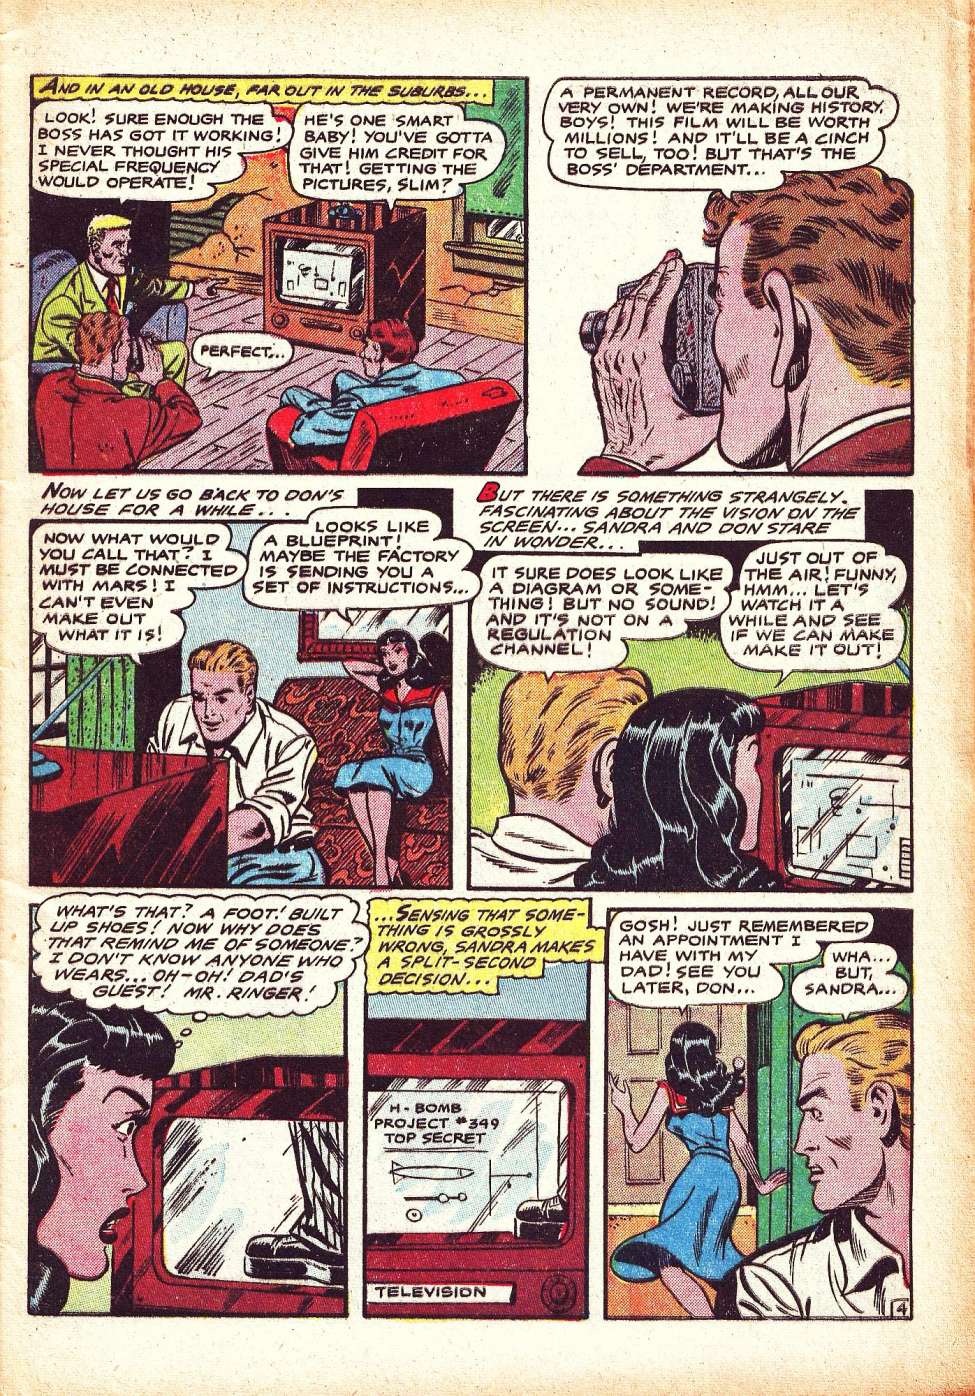 AND IN AN OLD HOUSE, FAR OUT IN THE SUBURBS...
LOOK! SURE ENOUGH THE
BOSS HAS GOT IT WORKING!
I NEVER THOUGHT HIS
SPECIAL FREQUENCY
WOULD OPERATE!
HE'S ONE SMART
BABY! YOU'VE GOTTA
GIVE HIM CREDIT FOR
THAT! GETTING THE
PICTURES, SLIM?
PERFECT...
A PERMANENT RECORD, ALL OUR
VERY OWN! WE'RE MAKING HISTORY,
BOYS! THIS FILM WILL BE WORTH
MILLIONS! AND IT'LL BE A CINCH
TO SELL, TOO! BUT THAT'S THE
BOSS' DEPARTMENT...
NOW LET US GO BACK TO DON'S
HOUSE FOR A WHILE...
NOW WHAT WOULD
YOU CALL THAT? I
MUST BE CONNECTED
WITH MARS! I
CAN'T EVEN
MAKE OUT
WHAT IT IS!
LOOKS LIKE
A BLUEPRINT!
MAYBE THE FACTORY
IS SENDING YOU A
SET OF INSTRUCTIONS...
BUT THERE IS SOMETHING STRANGELY
FASCINATING ABOUT THE VISION ON THE
SCREEN... SANDRA AND DON STARE
IN WONDER...
IT SURE DOES LOOK LIKE
A DIAGRAM OR SOME-
THING! BUT NO SOUND!
AND IT'S NOT ON A
REGULATION
CHANNEL!
JUST OUT OF
THE AIR! FUNNY,
HMM... LET'S
WATCH IT A
WHILE AND SEE
IF WE CAN MAKE
MAKE IT OUT!
WHAT'S THAT? A FOOT! BUILT
UP SHOES! NOW WHY DOES
THAT REMIND ME OF SOMEONE?
I DON'T KNOW ANYONE WHO
WEARS... OH-OH! DAD'S
GUEST! MR. RINGER!
...SENSING THAT SOME-
THING IS GROSSLY
WRONG, SANDRA MAKES
A SPLIT-SECOND
DECISION...
H-BOMB
PROJECT #349
TOP SECRET
TELEVISION
GOSH! JUST REMEMBERED
AN APPOINTMENT I
HAVE WITH MY
DAD! SEE YOU
LATER, DON...
WHA...
BUT,
SANDRA...
4